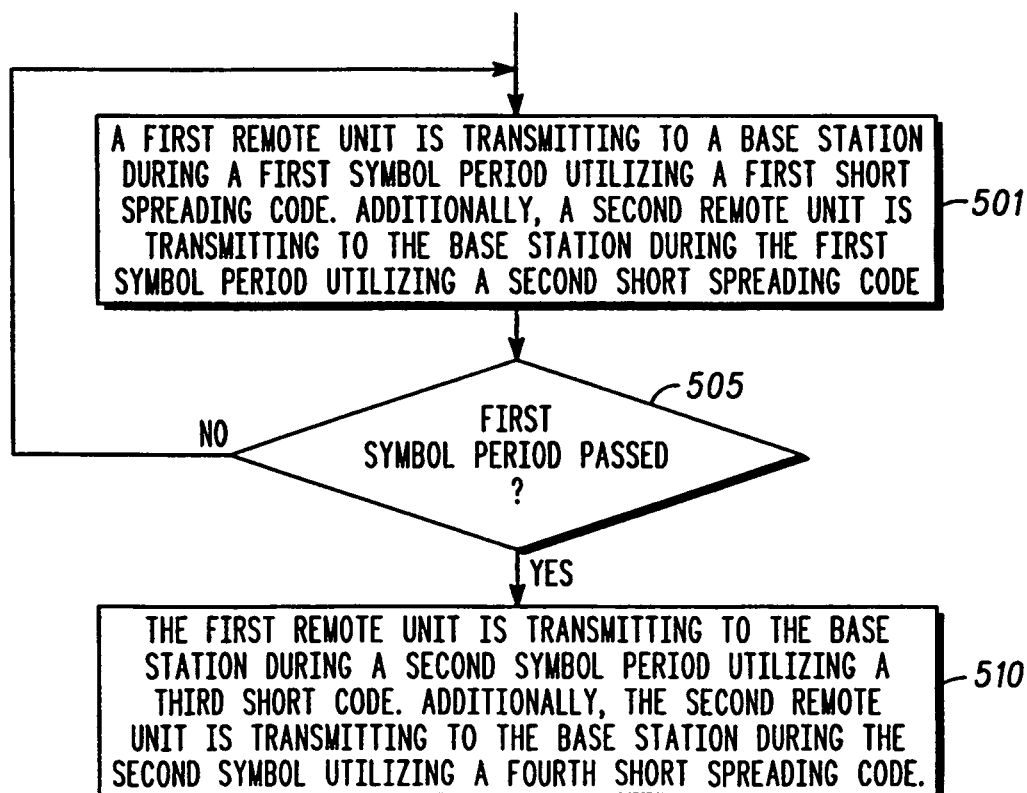 A FIRST REMOTE UNIT IS TRANSMITTING TO A BASE STATION
DURING A FIRST SYMBOL PERIOD UTILIZING A FIRST SHORT
SPREADING CODE. ADDITIONALLY, A SECOND REMOTE UNIT IS
TRANSMITTING TO THE BASE STATION DURING THE FIRST
SYMBOL PERIOD UTILIZING A SECOND SHORT SPREADING CODE
501
505
FIRST
SYMBOL PERIOD PASSED
?
NO
YES
THE FIRST REMOTE UNIT IS TRANSMITTING TO THE BASE
STATION DURING A SECOND SYMBOL PERIOD UTILIZING A
THIRD SHORT CODE. ADDITIONALLY, THE SECOND REMOTE
UNIT IS TRANSMITTING TO THE BASE STATION DURING THE
SECOND SYMBOL UTILIZING A FOURTH SHORT SPREADING CODE.
510